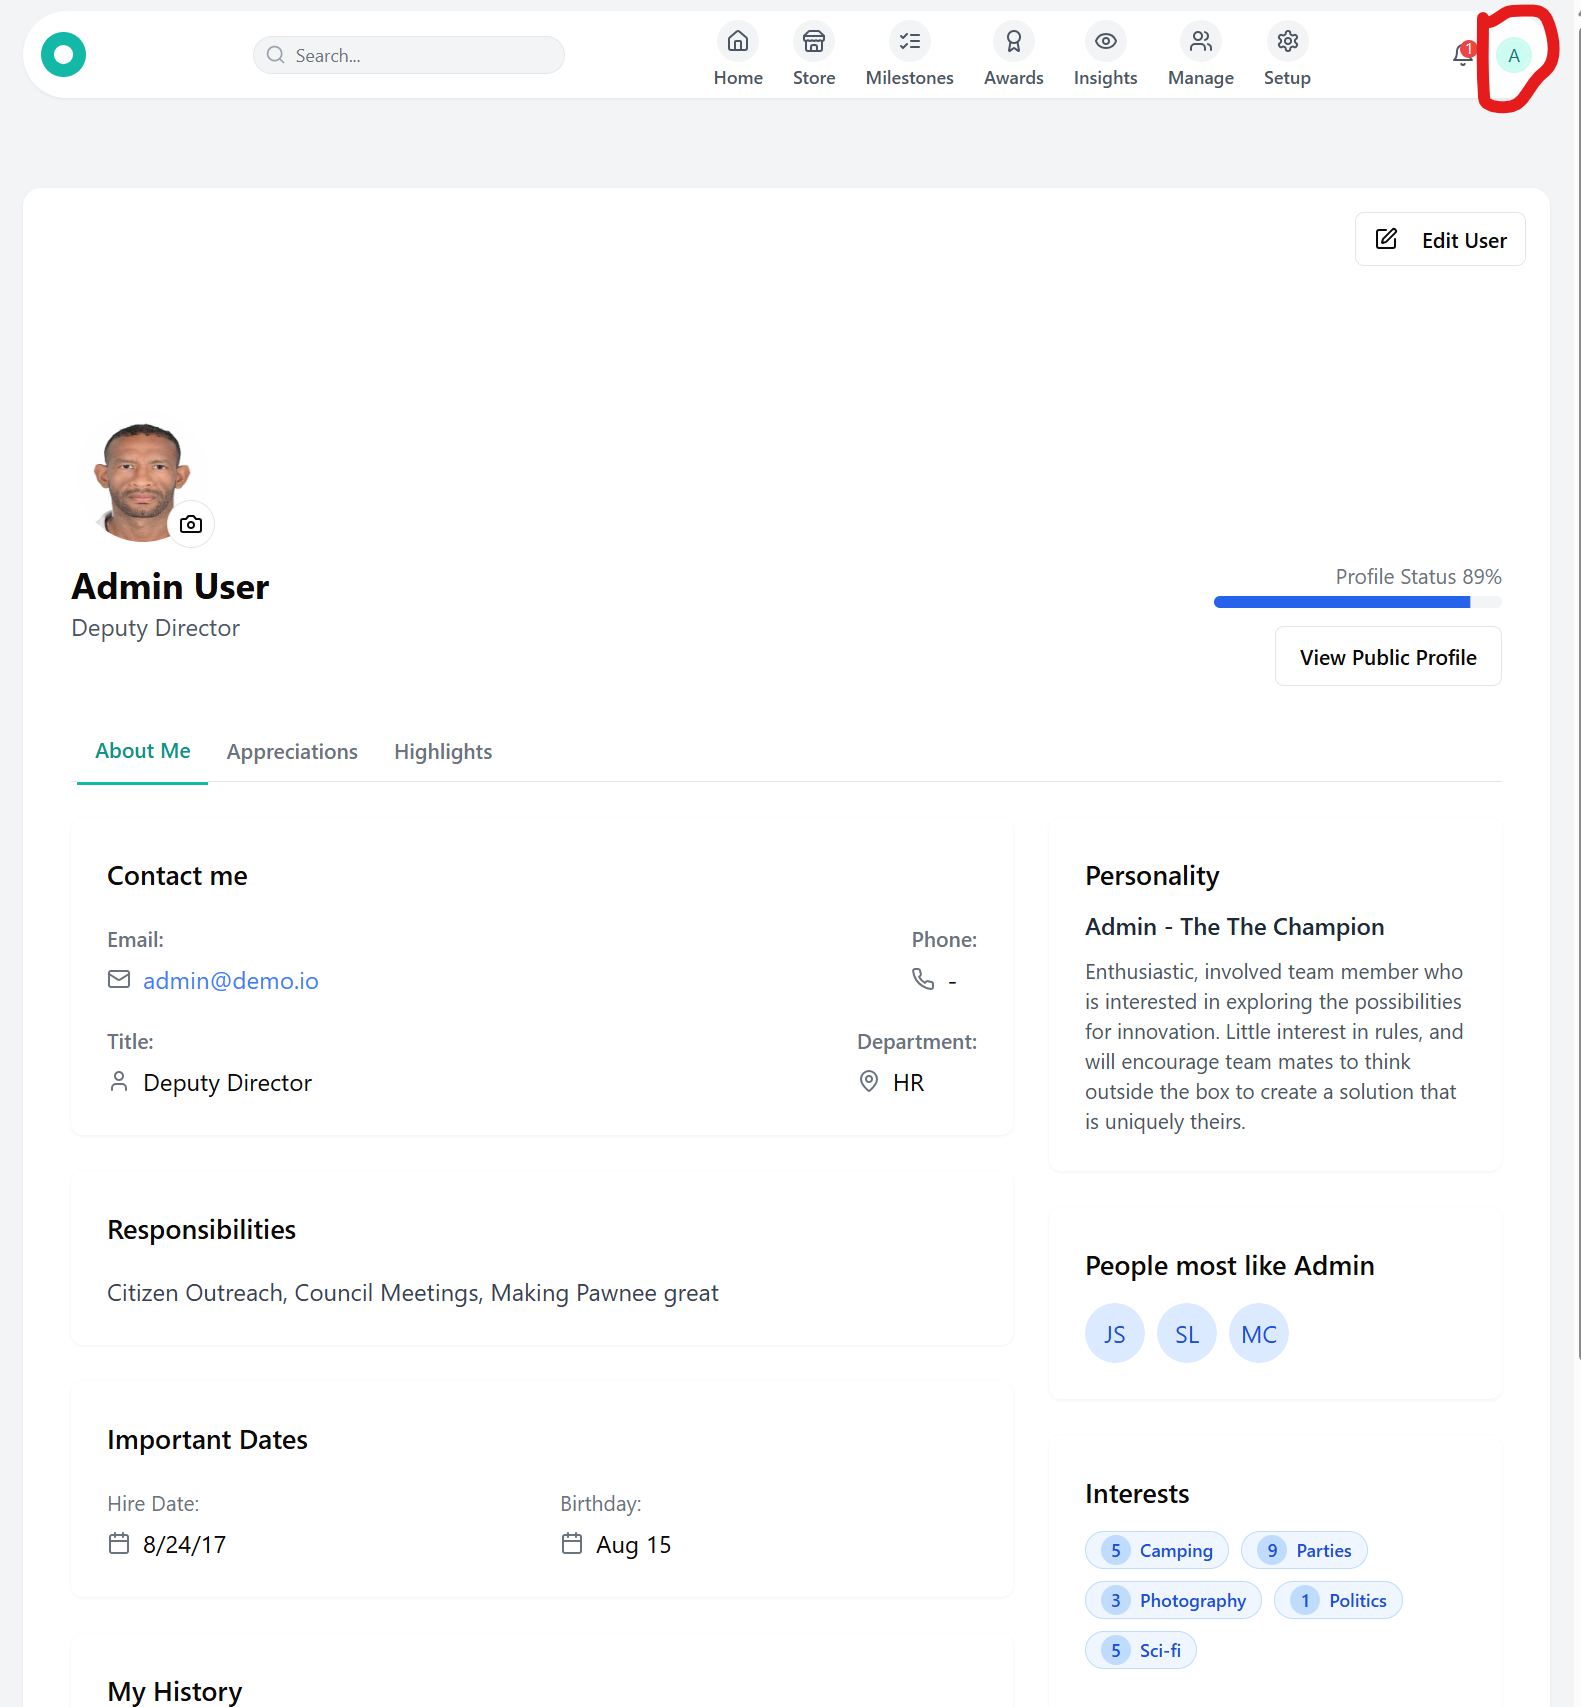 Search...
Home
Store
Milestones
Awards
Insights
Manage
Setup
1
A
Edit User
Admin User
Deputy Director
Profile Status 89%
View Public Profile
About Me
Appreciations
Highlights
Contact me
Email:
admin@demo.io
Phone:
-
Title:
Deputy Director
Department:
HR
Responsibilities
Citizen Outreach, Council Meetings, Making Pawnee great
Important Dates
Hire Date:
8/24/17
Birthday:
Aug 15
My History
Personality
Admin - The The Champion
Enthusiastic, involved team member who
is interested in exploring the possibilities
for innovation. Little interest in rules, and
will encourage team mates to think
outside the box to create a solution that
is uniquely theirs.
People most like Admin
JS
SL
MC
Interests
5 Camping
9 Parties
3 Photography
1 Politics
5 Sci-fi